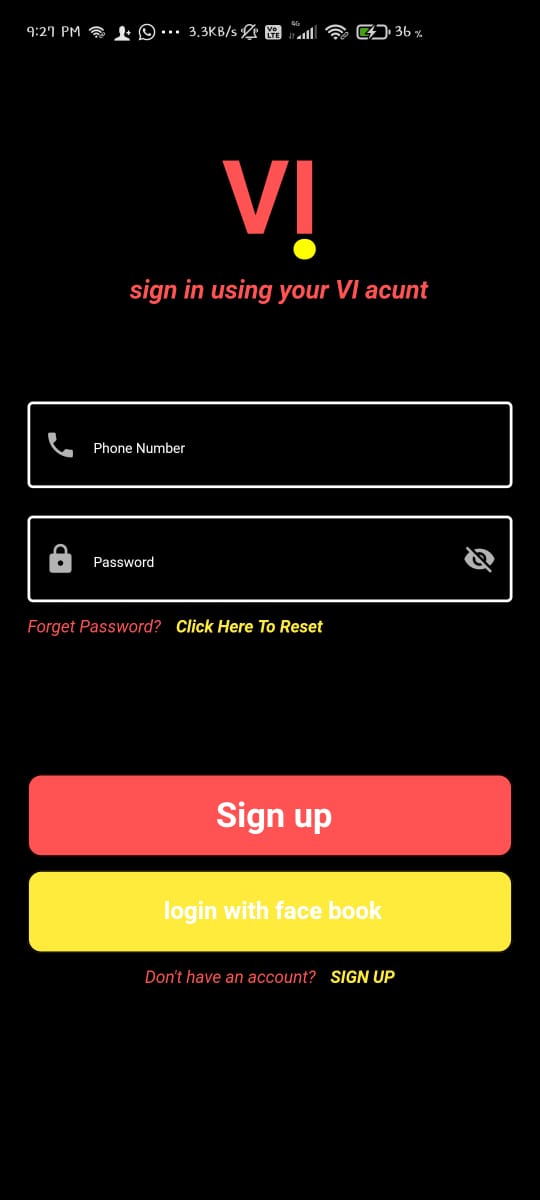 9:27 PM 3.3KB/s Vo LTE 4G 36 %
VI
sign in using your VI acunt
Phone Number
Password
Forget Password? Click Here To Reset
Sign up
login with face book
Don't have an account? SIGN UP